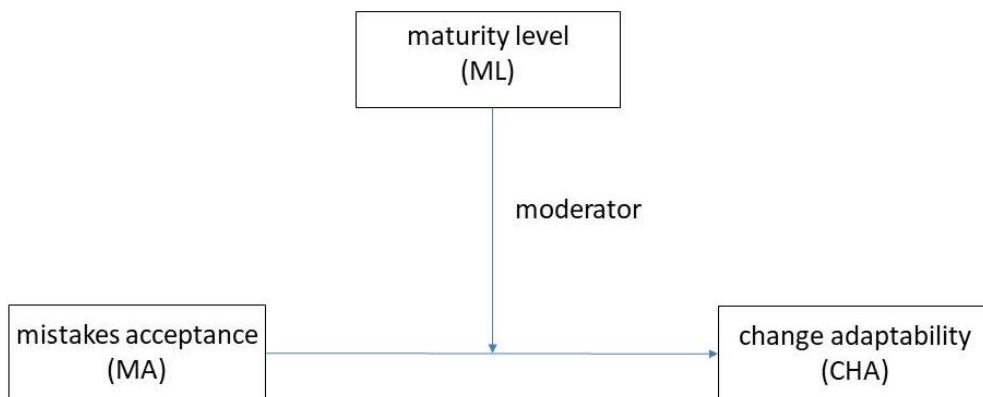 maturity level
(ML)
moderator
mistakes acceptance
(MA)
change adaptability
(CHA)